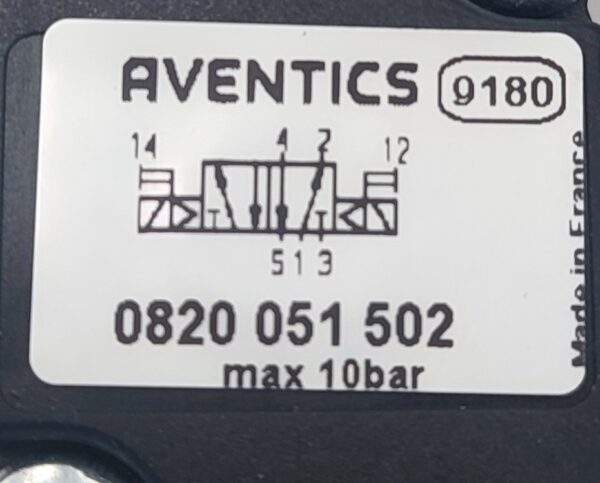 AVENTICS 9180
14 4 2 12
T T
5 1 3
0820 051 502
max 10bar
Made in France